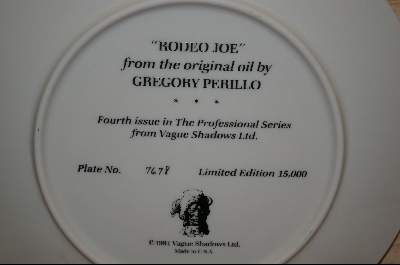 "RODEO JOE"
from the original oil by
GREGORY PERILLO
* * *
Fourth issue in The Professional Series
from Vague Shadows Ltd.
Plate No. Limited Edition 15,000
© 1981 Vague Shadows Ltd.
Made in U.S.A.